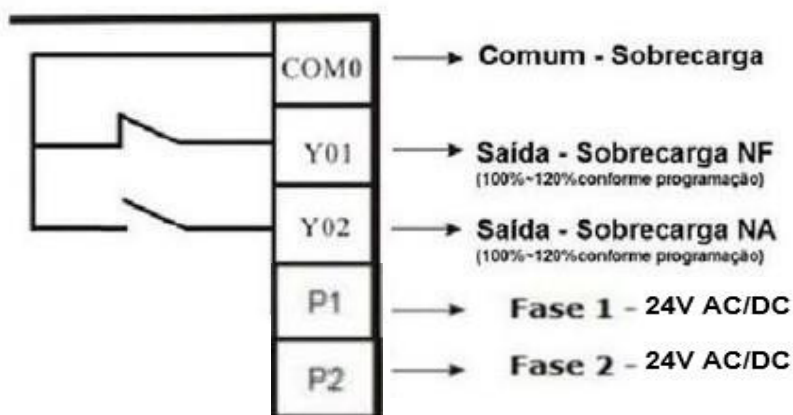 COM0 Comum - Sobrecarga
Y01 Saída - Sobrecarga NF
(100%~120%conforme programação)
Y02 Saída - Sobrecarga NA
(100%~120%conforme programação)
P1 Fase 1 - 24V AC/DC
P2 Fase 2 - 24V AC/DC